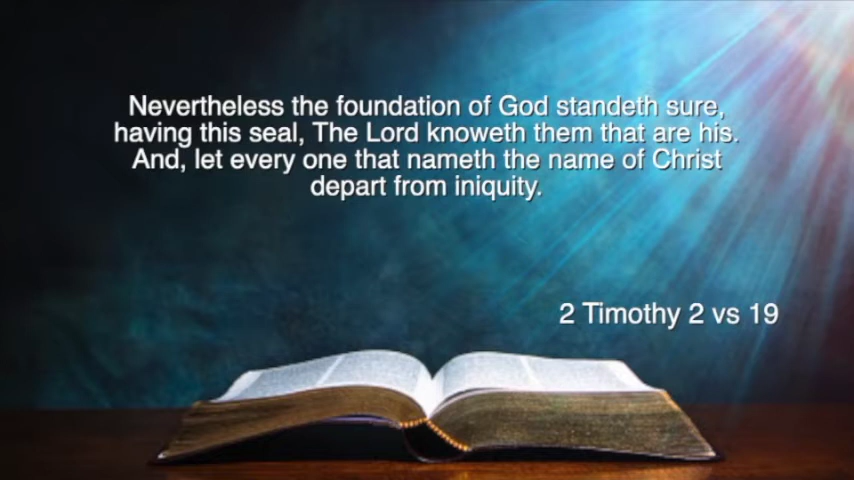 Nevertheless the foundation of God standeth sure,
having this seal, The Lord knoweth them that are his.
And, let every one that nameth the name of Christ
depart from iniquity.
2 Timothy 2 vs 19